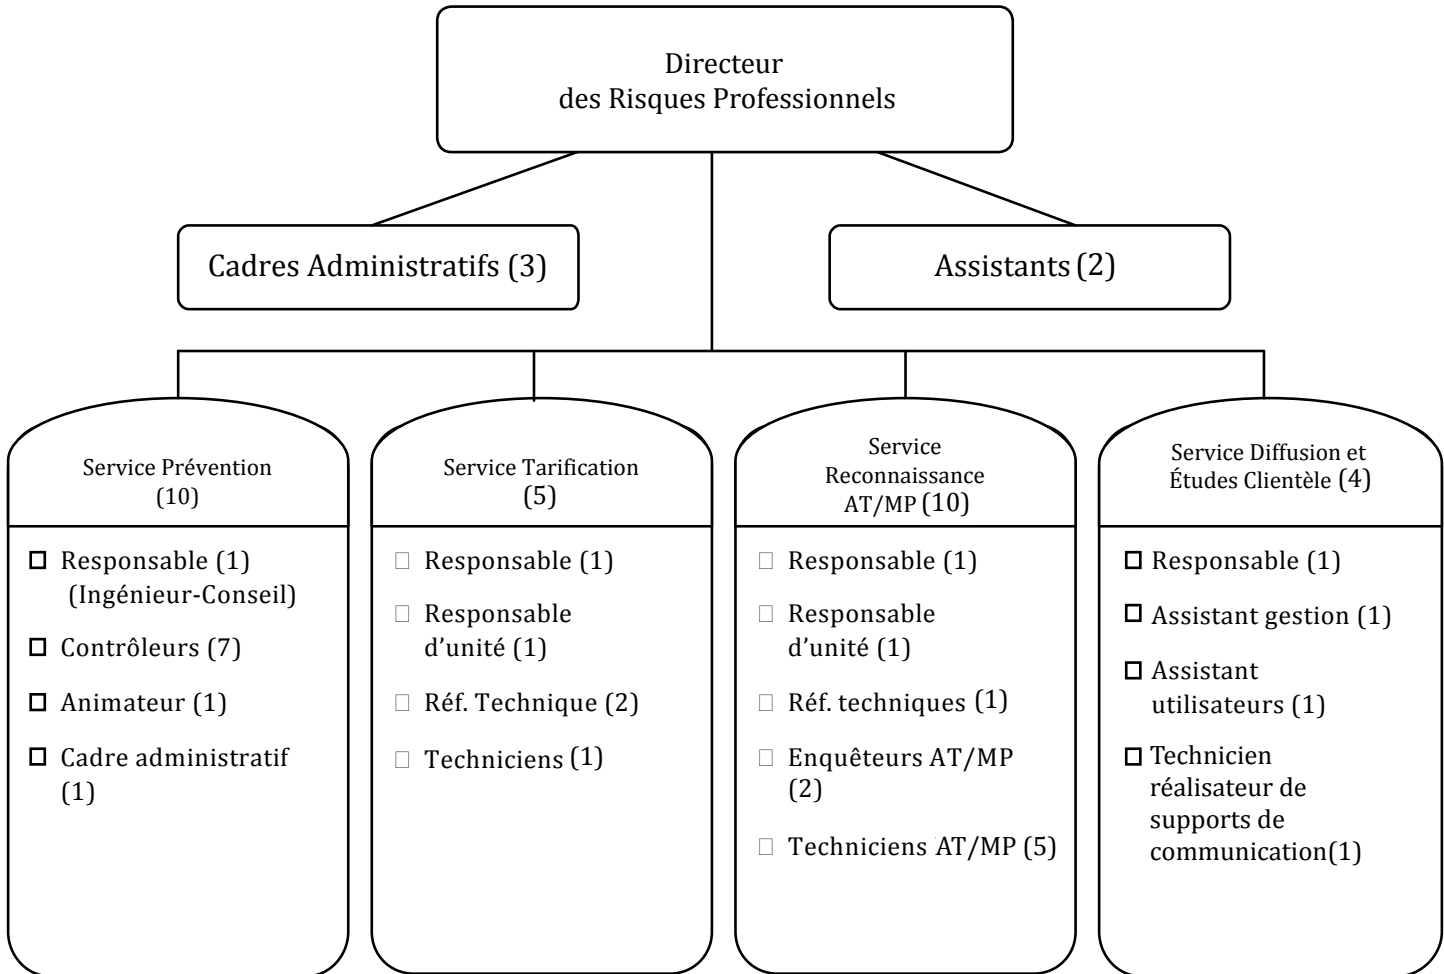 Directeur
des Risques Professionnels
Cadres Administratifs (3)
Assistants (2)
Service Prévention
(10)
Responsable (1)
(Ingénieur-Conseil)
Contrôleurs (7)
Animateur (1)
Cadre administratif
(1)
Service Tarification
(5)
Responsable (1)
Responsable
d’unité (1)
Réf. Technique (2)
Techniciens (1)
Service
Reconnaissance
AT/MP (10)
Responsable (1)
Responsable
d’unité (1)
Réf. techniques (1)
Enquêteurs AT/MP
(2)
Techniciens AT/MP (5)
Service Diffusion et
Études Clientèle (4)
Responsable (1)
Assistant gestion (1)
Assistant
utilisateurs (1)
Technicien
réalisateur de
supports de
communication(1)